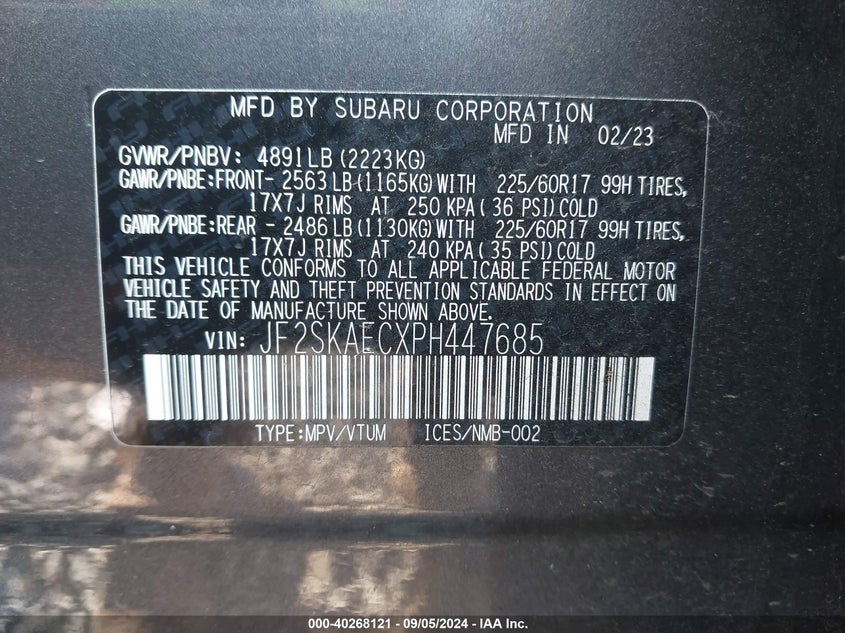 MFD BY SUBARU CORPORATION
MFD IN 02/23
GVWR/PNBV: 4891LB (2223KG)
GAWR/PNBE:FRONT- 2563 LB (1165KG) WITH 225/60R17 99H TIRES,
17X7J RIMS AT 250 KPA ( 36 PSI) COLD
GAWR/PNBE:REAR - 2486 LB (1130KG) WITH 225/60R17 99H TIRES,
17X7J RIMS AT 240 KPA ( 35 PSI) COLD
THIS VEHICLE CONFORMS TO ALL APPLICABLE FEDERAL MOTOR
VEHICLE SAFETY AND THEFT PREVENTION STANDARDS IN EFFECT ON
THE DATE OF MANUFACTURE SHOWN ABOVE.
VIN: JF2SKAECXPH447685
TYPE:MPV/VTUM ICES/NMB-002
000-40268121 - 09/05/2024 - IAA Inc.